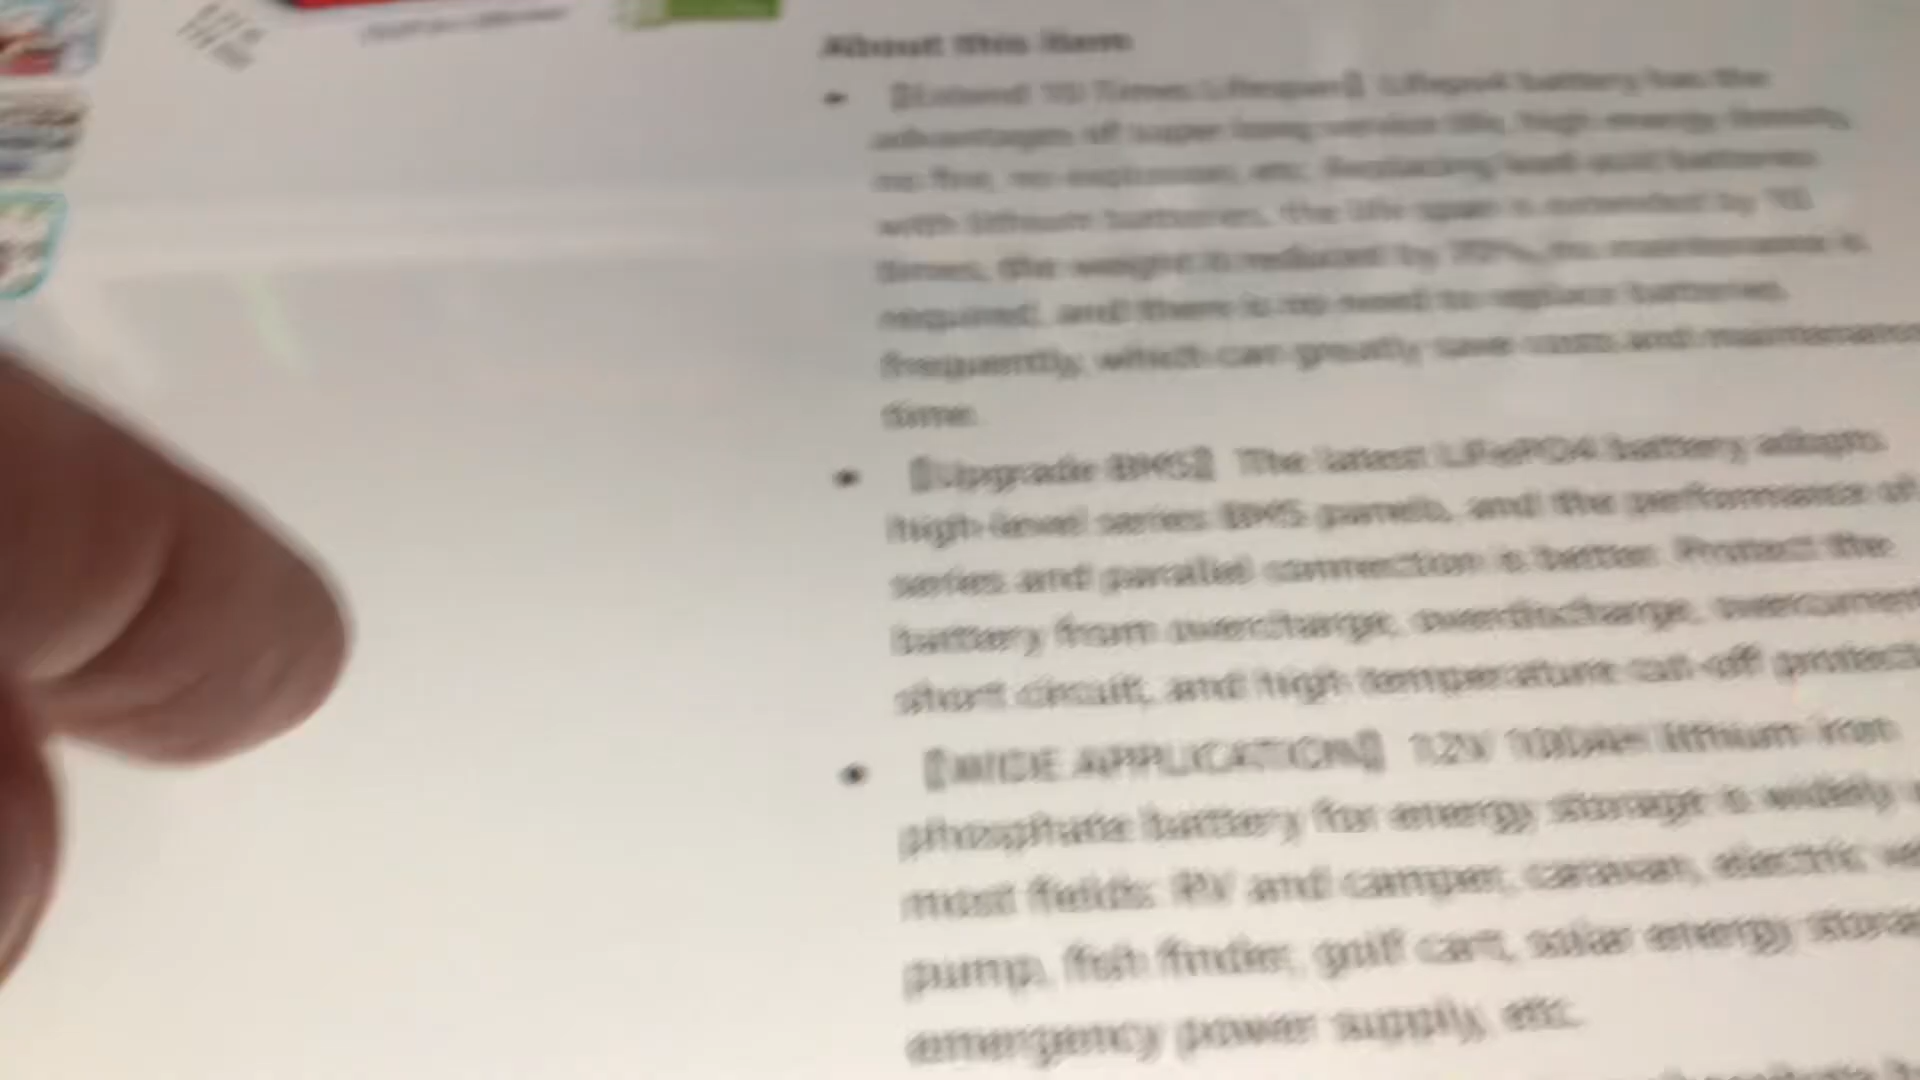 About this item
【Extend 10 Times Lifespan】 Lifepo4 battery has the
advantages of super long service life, high energy density,
no fire, no explosion, etc. Replacing lead-acid batteries
with lithium batteries, the life span is extended by 10
times, the weight is reduced by 70%, no maintenance is
required, and there is no need to replace batteries
frequently, which can greatly save costs and maintenance
time.
【Upgrade BMS】 The latest LiFePO4 battery adopts
high-level series BMS panels, and the performance of
series and parallel connection is better. Protect the
battery from overcharge, overdischarge, overcurrent
short circuit, and high temperature cut-off protect
【WIDE APPLICATION】 12V 100Ah lithium iron
phosphate battery for energy storage is widely
most fields: RV and camper, caravan, electric
pump, fish finder, golf cart, solar energy
emergency power supply, etc.